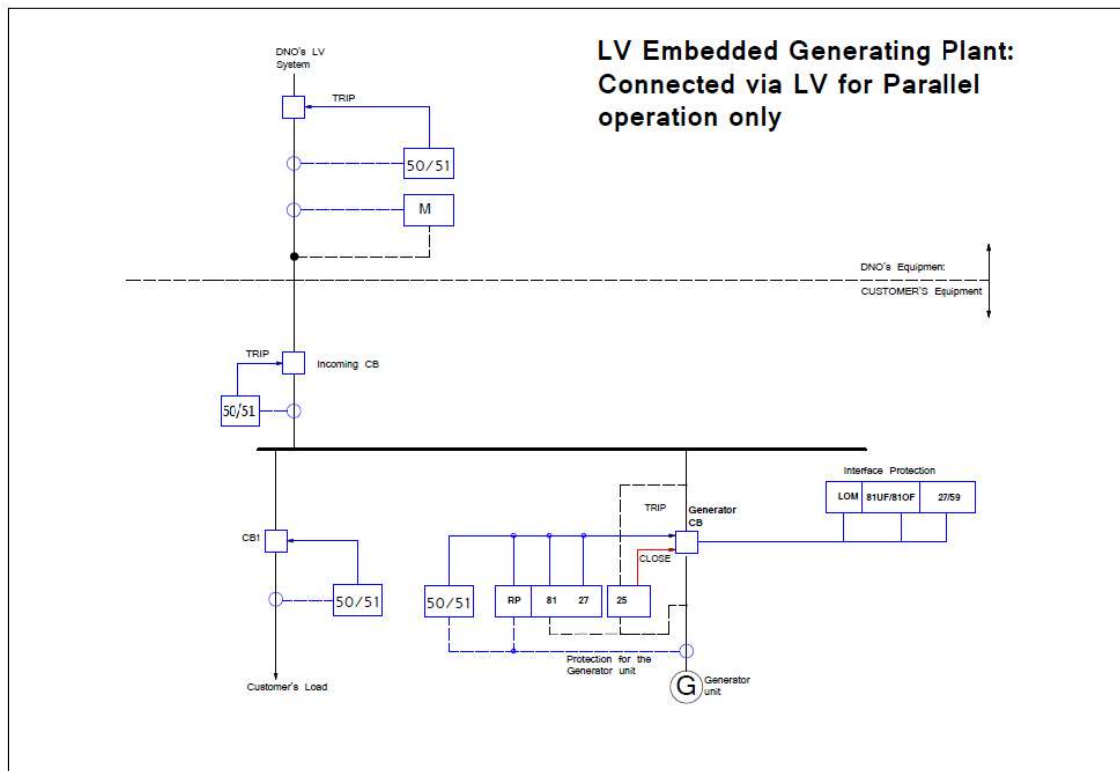 LV Embedded Generating Plant:
Connected via LV for Parallel
operation only
DNO's LV
System
TRIP
50/51
M
DNO's Equipmen:
CUSTOMER'S Equipment
TRIP
Incoming CB
50/51
Interface Protection
LOM 81UF/81OF 27/59
TRIP
Generator
CB
CB1
CLOSE
50/51
50/51
RP 81 27
25
Protection for the
Generator unit
Customer's Load
G
Generator
unit